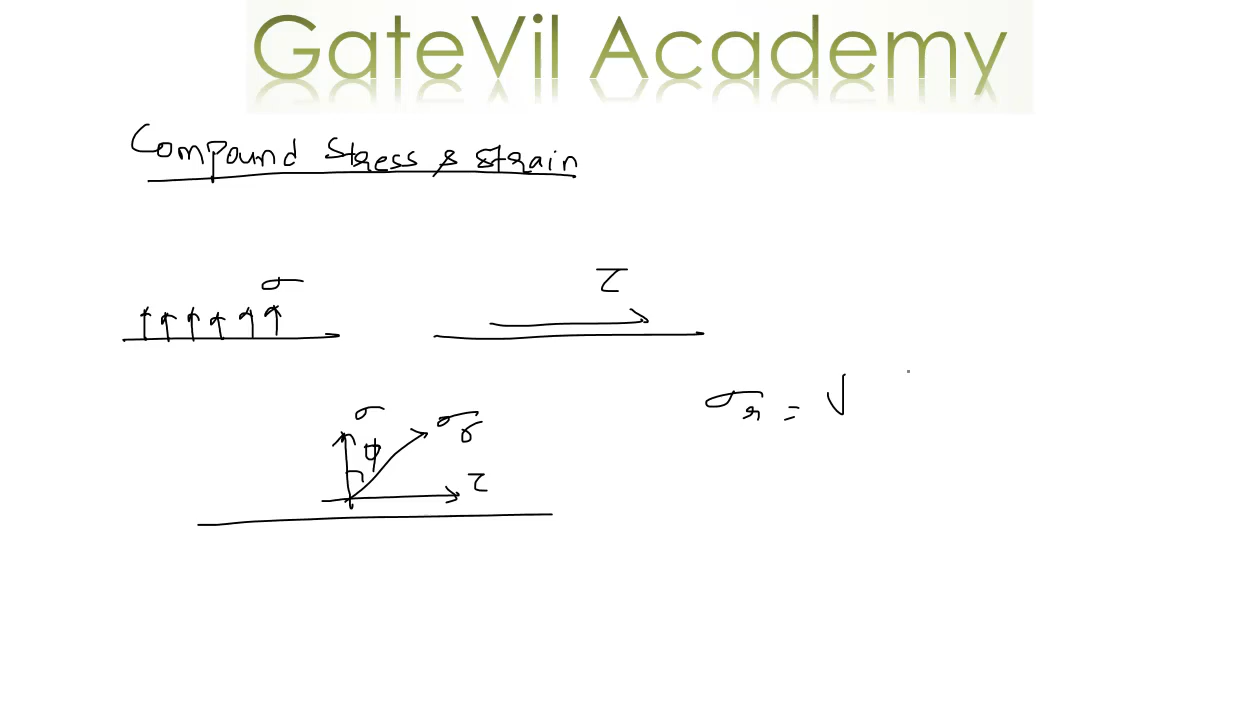 GateVil Academy
Compound Stress & Strain
σ
τ
σr = √
σ
σr
φ
τ